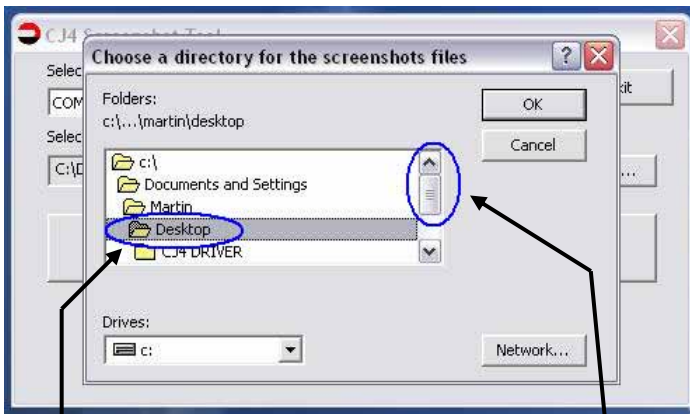 CJ4 Screenshot Tool
Choose a directory for the screenshots files
Selec
COM
Folders:
c:\...\martin\desktop
OK
xit
Selec
Cancel
C:\D
...
c:\
Documents and Settings
Martin
Desktop
CJ4 DRIVER
Drives:
c:
Network...